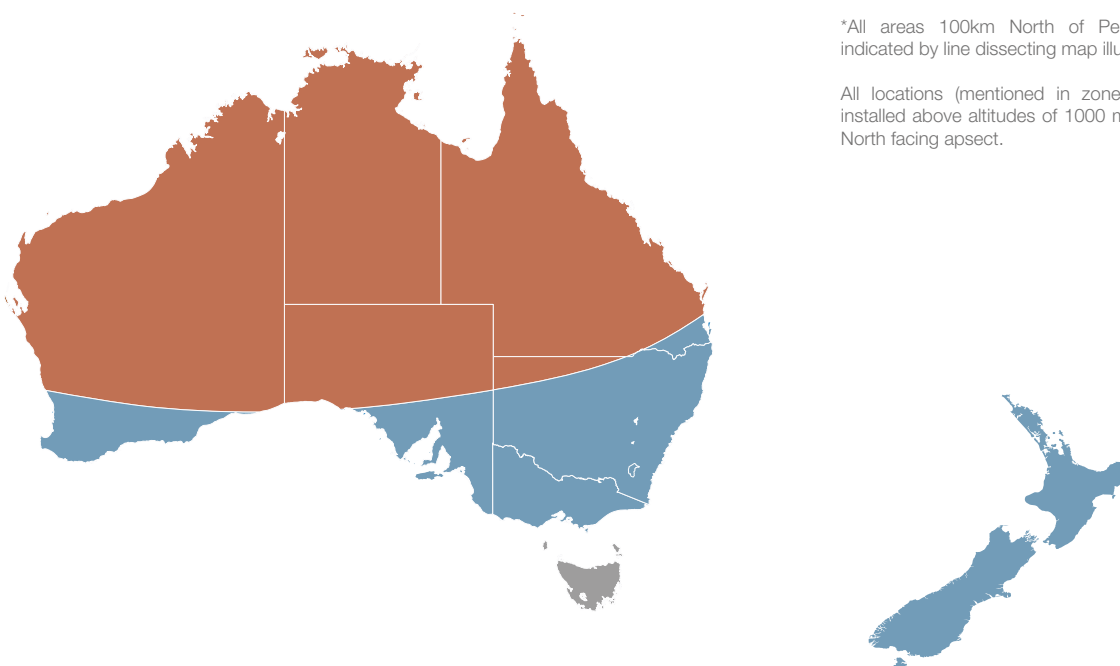 *All areas 100km North of Pe
indicated by line dissecting map illu
All locations (mentioned in zone
installed above altitudes of 1000 m
North facing apsect.